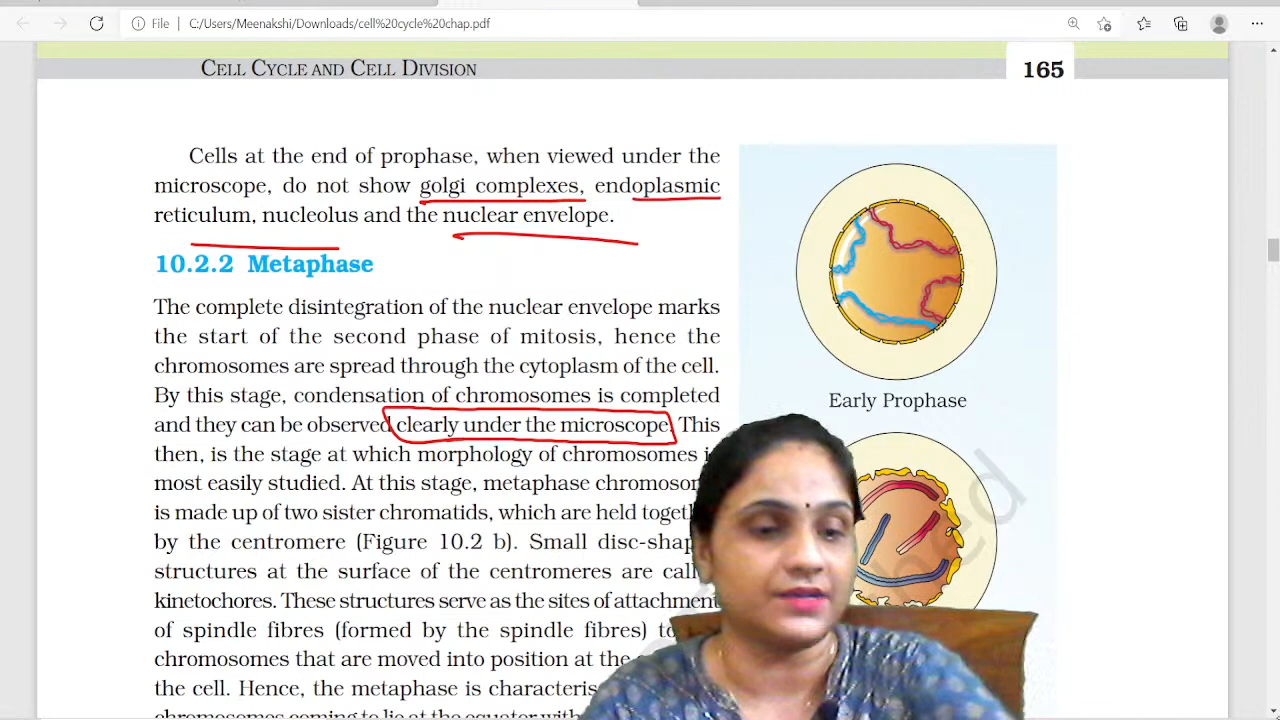 File C:/Users/Meenakshi/Downloads/cell%20cycle%20chap.pdf
CELL CYCLE AND CELL DIVISION
165
Cells at the end of prophase, when viewed under the
microscope, do not show golgi complexes, endoplasmic
reticulum, nucleolus and the nuclear envelope.
10.2.2 Metaphase
The complete disintegration of the nuclear envelope marks
the start of the second phase of mitosis, hence the
chromosomes are spread through the cytoplasm of the cell.
By this stage, condensation of chromosomes is completed
and they can be observed clearly under the microscope. This
then, is the stage at which morphology of chromosomes
most easily studied. At this stage, metaphase
is made up of two sister chromatids, which are held
by the centromere (Figure 10.2 b). Small
structures at the surface of the centromeres are
kinetochores. These structures serve as the sites of attachment
of spindle fibres (formed by the spindle fibres)
chromosomes that are moved into position at the
the cell. Hence, the metaphase is
chromosomes coming to lie at the equator
Early Prophase